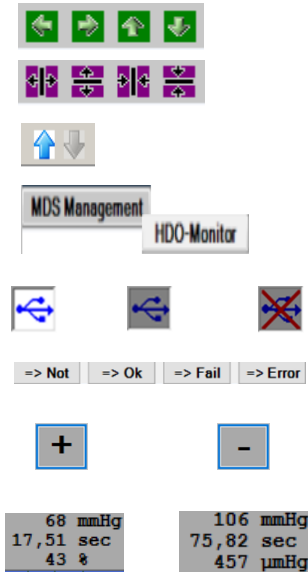 MDS Management
HDO-Monitor
=> Not => Ok => Fail => Error
+ -
68 mmHg 106 mmHg
17,51 sec 75,82 sec
43 % 457 µmHg